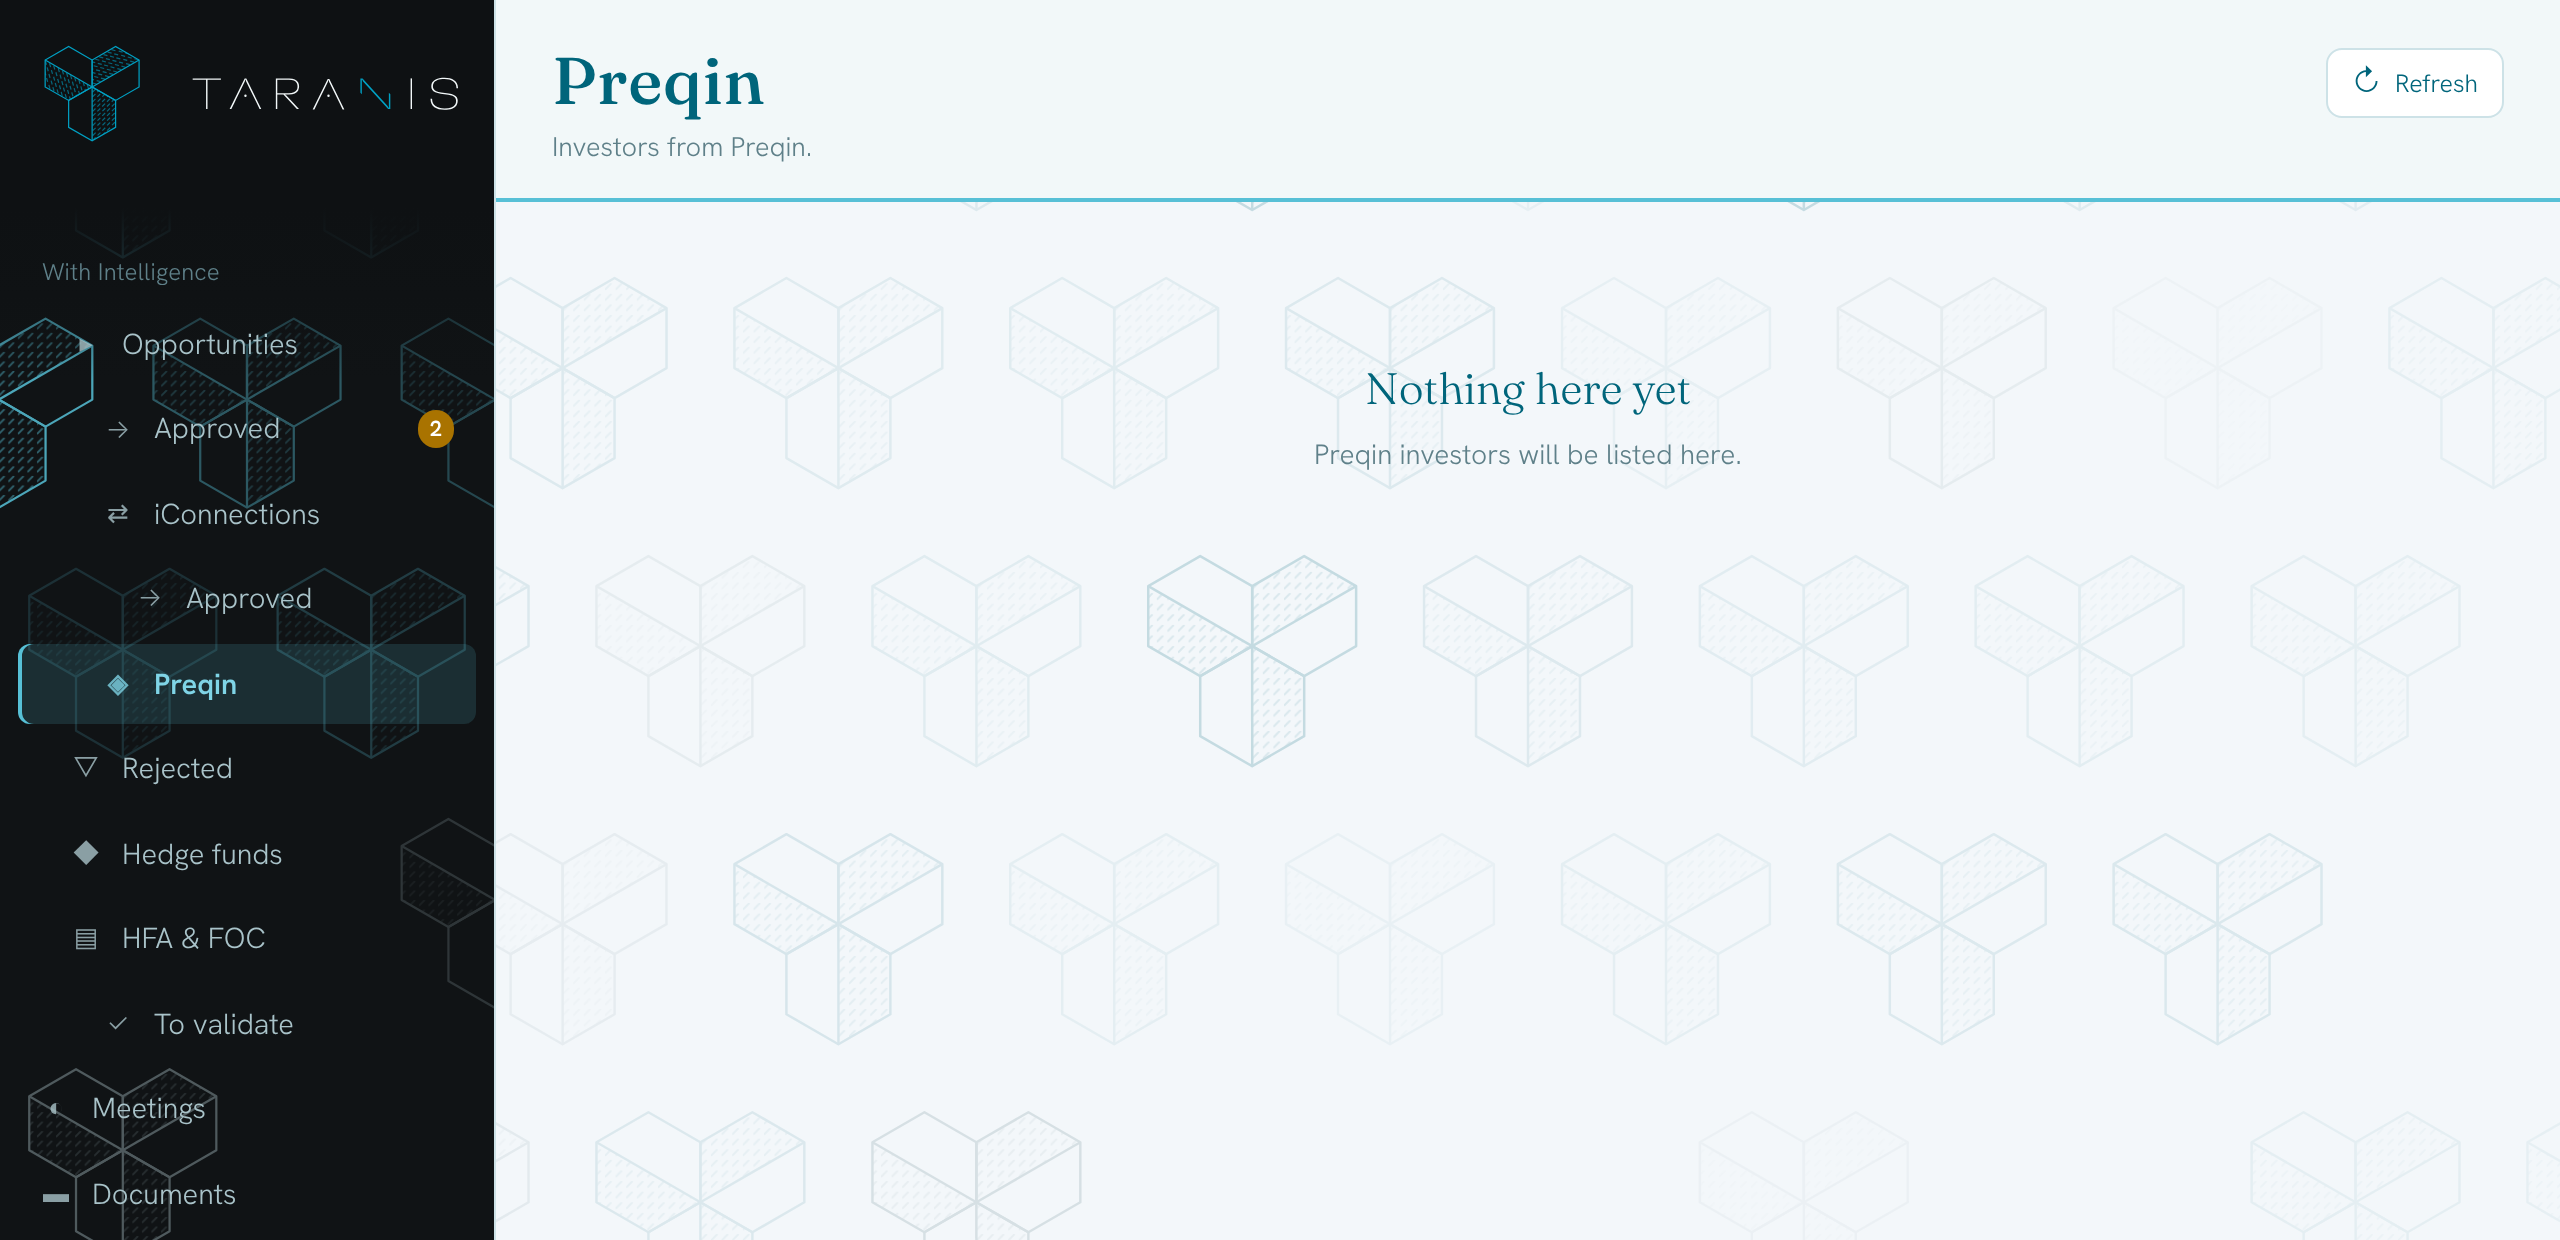 TARANIS
With Intelligence
Opportunities
Approved 2
iConnections
Approved
Preqin
Rejected
Hedge funds
HFA & FOC
To validate
Meetings
Documents
Preqin
Investors from Preqin.
Refresh
Nothing here yet
Preqin investors will be listed here.